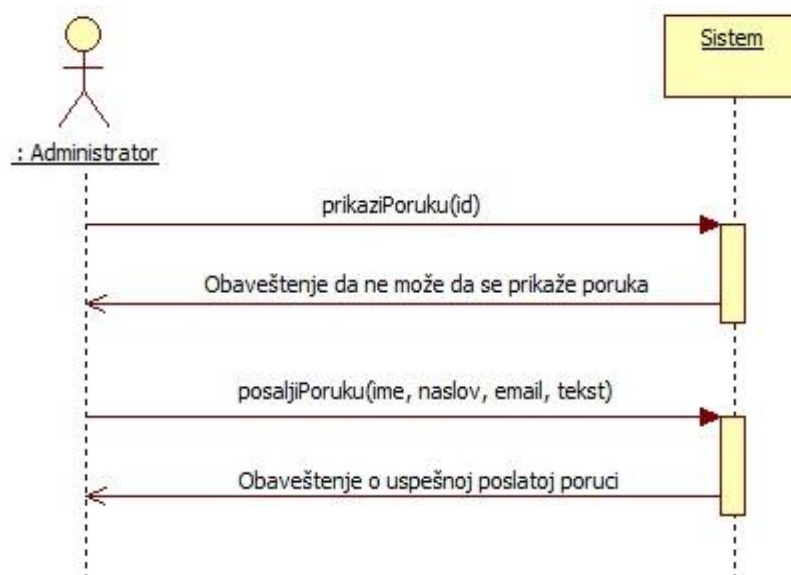 Sistem
: Administrator
prikaziPoruku(id)
Obaveštenje da ne može da se prikaže poruka
posaljiPoruku(ime, naslov, email, tekst)
Obaveštenje o uspešnoj poslatoj poruci